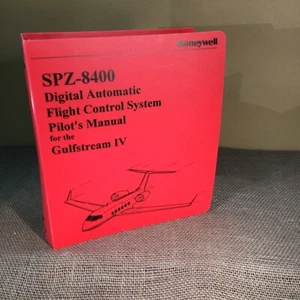 Honeywell
SPZ-8400
Digital Automatic
Flight Control System
Pilot's Manual
for the
Gulfstream IV